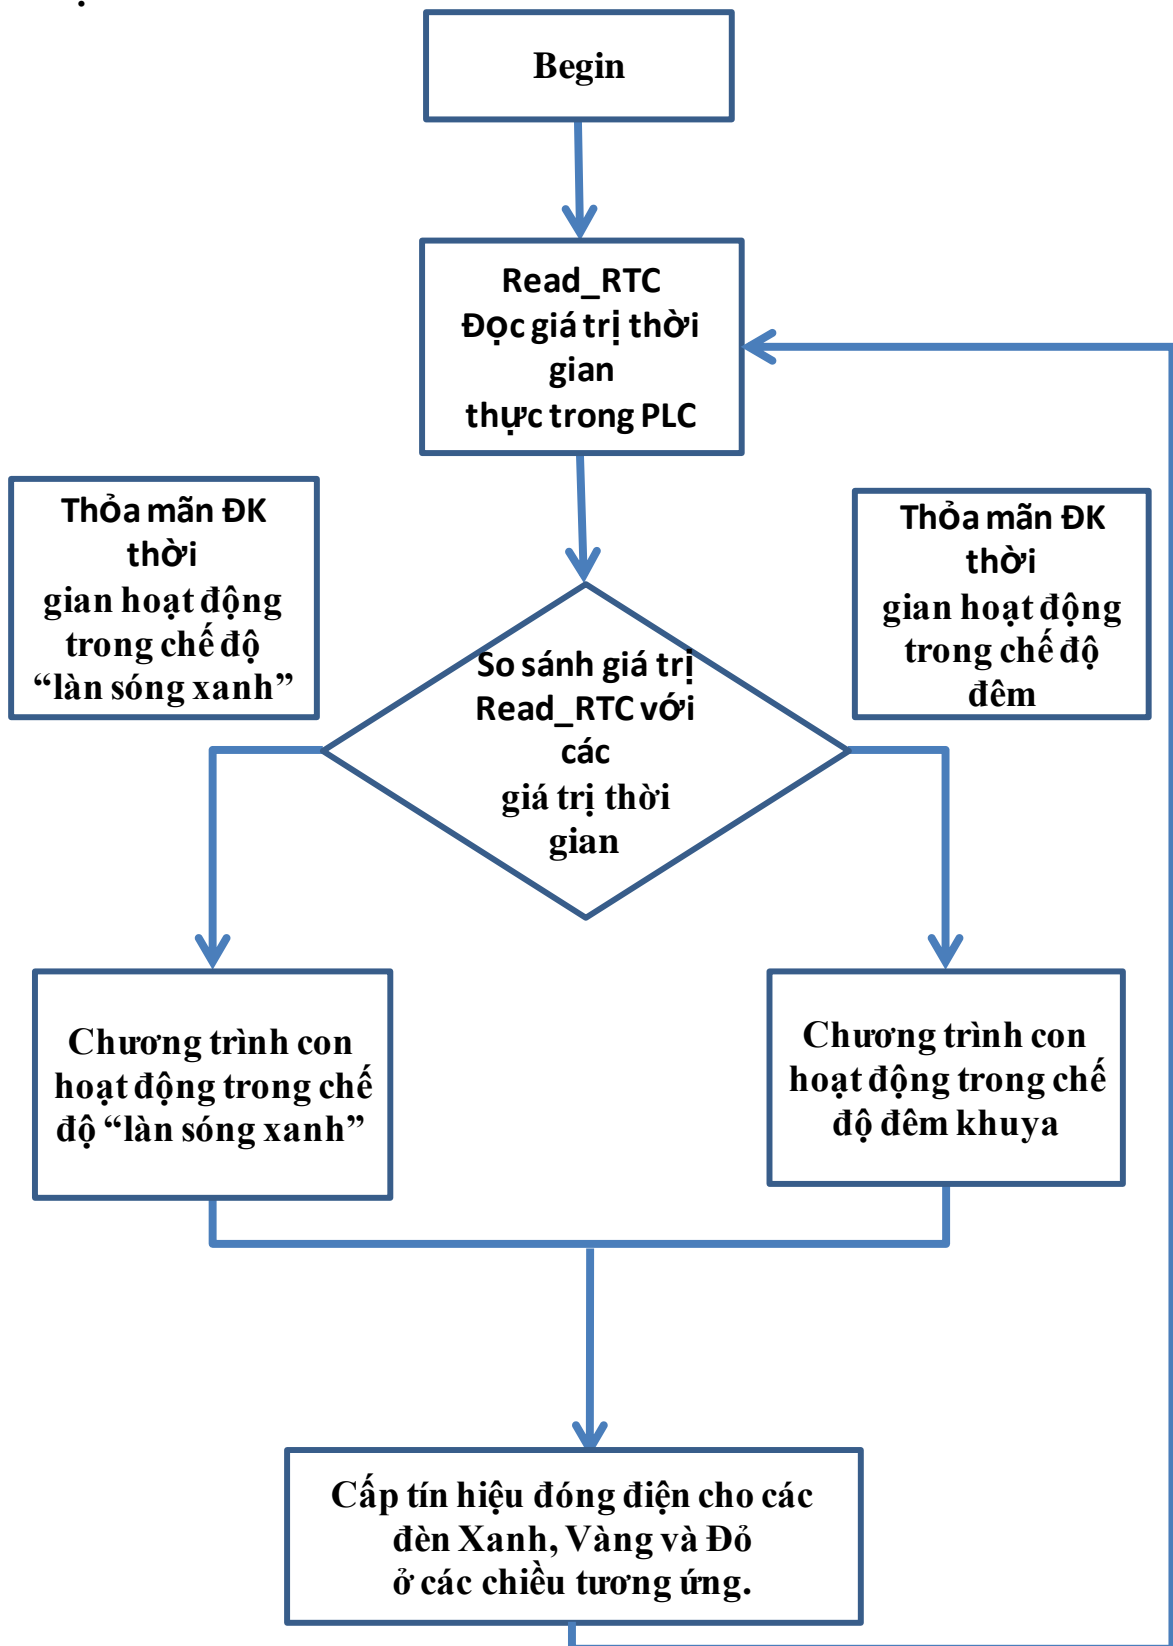 Begin
Read_RTC
Đọc giá trị thời
gian
thực trong PLC
Thỏa mãn ĐK
thời
gian hoạt động
trong chế độ
“làn sóng xanh”
Thỏa mãn ĐK
thời
gian hoạt động
trong chế độ
đêm
So sánh giá trị
Read_RTC với
các
giá trị thời
gian
Chương trình con
hoạt động trong chế
độ “làn sóng xanh”
Chương trình con
hoạt động trong chế
độ đêm khuya
Cấp tín hiệu đóng điện cho các
đèn Xanh, Vàng và Đỏ
ở các chiều tương ứng.